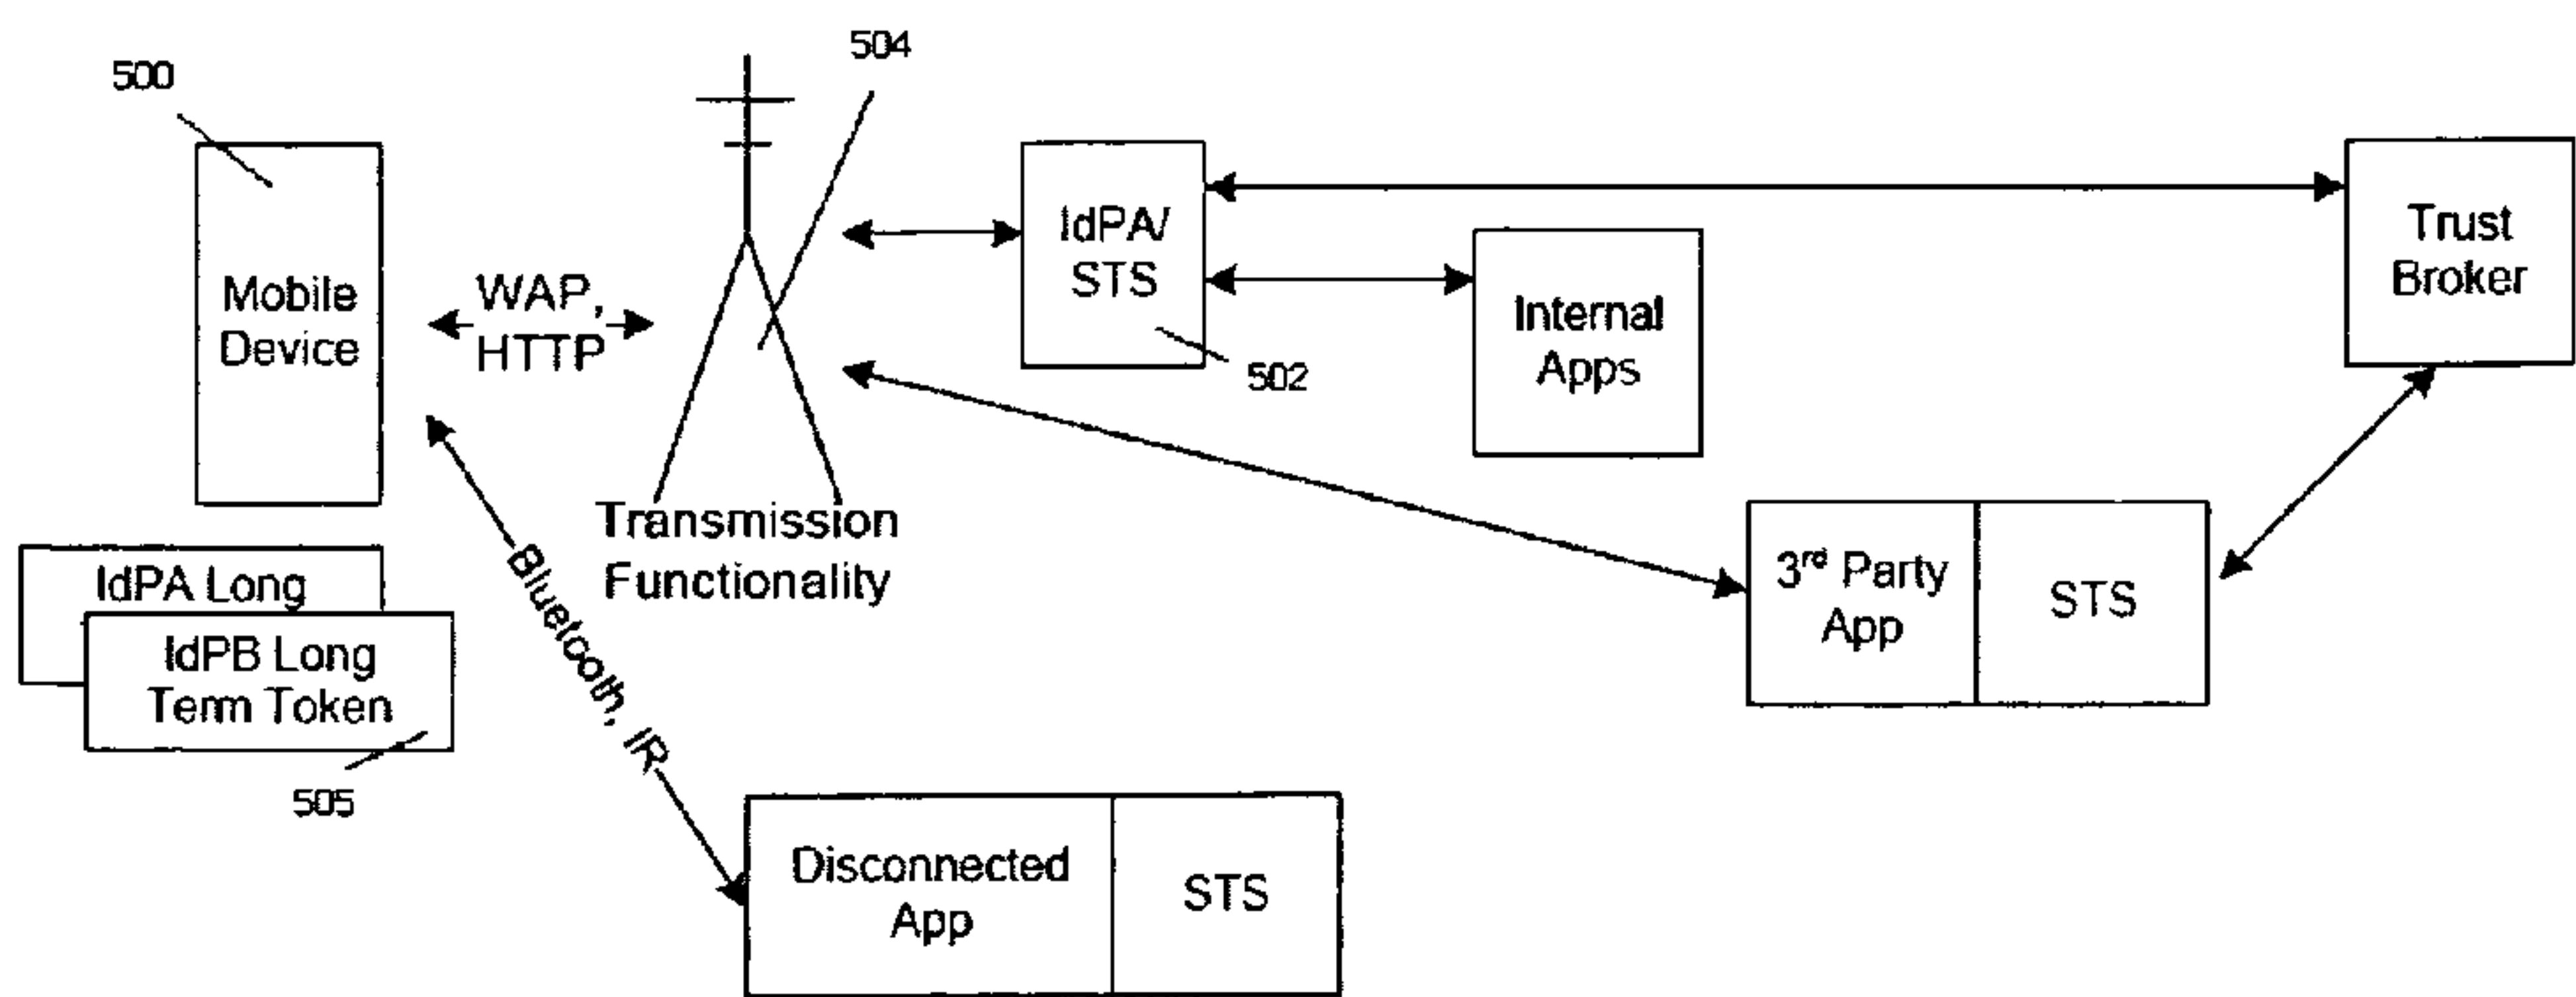 500
504
Mobile
Device
WAP,
HTTP
Transmission
Functionality
IdPA/
STS
502
Internal
Apps
Trust
Broker
3rd Party
App
STS
IdPA Long
IdPB Long
Term Token
505
Bluetooth, IR
Disconnected
App
STS